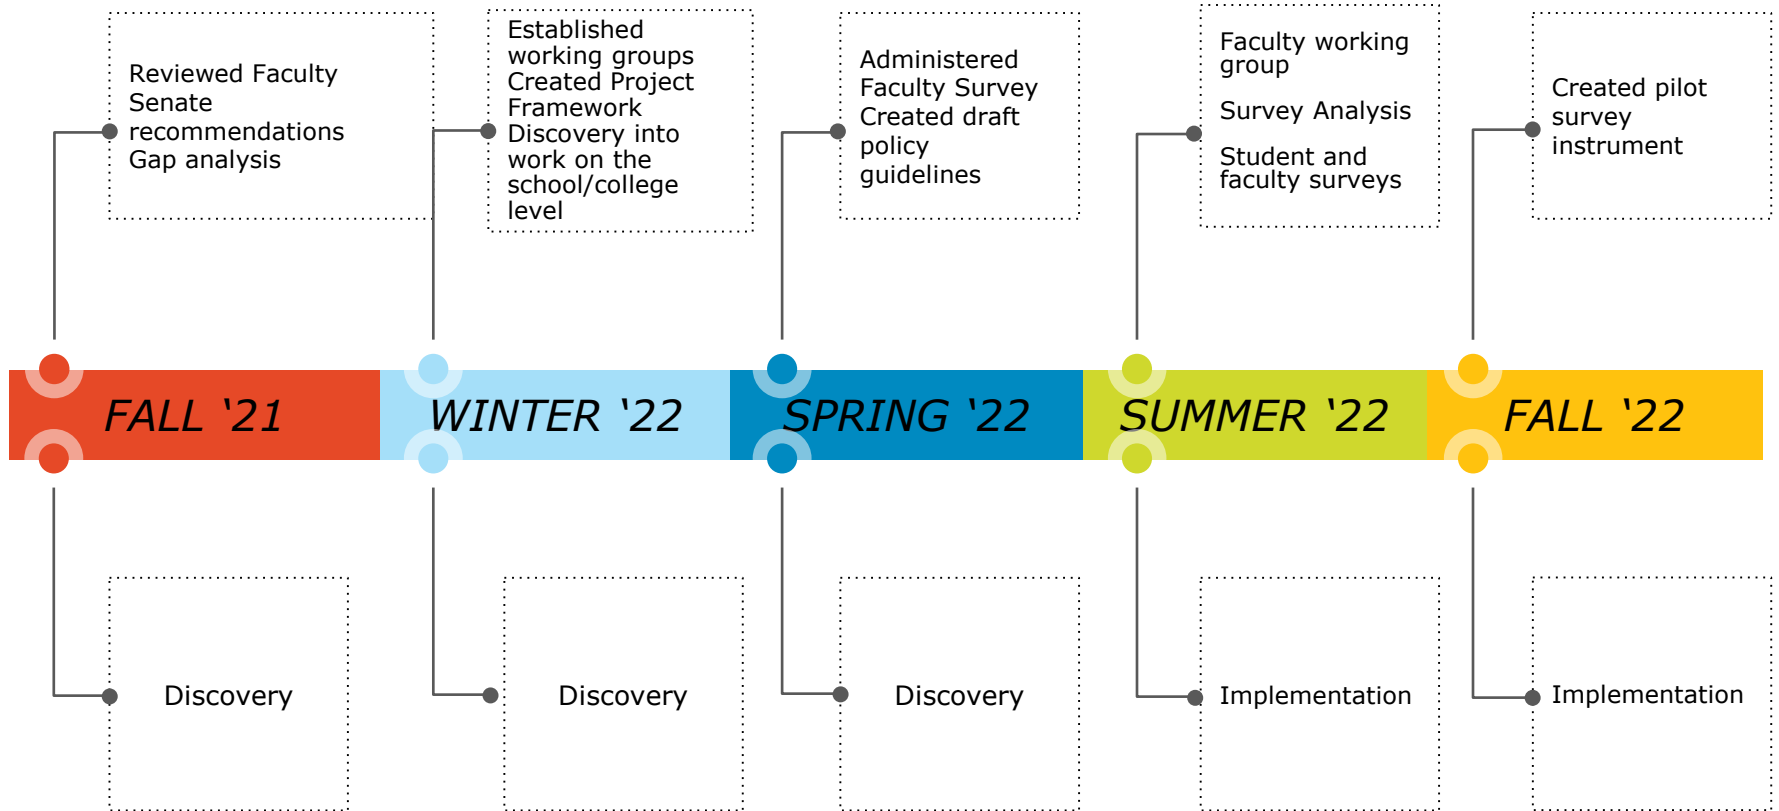 Reviewed Faculty
Senate
recommendations
Gap analysis
Established
working groups
Created Project
Framework
Discovery into
work on the
school/college
level
Administered
Faculty Survey
Created draft
policy
guidelines
Faculty working
group
Survey Analysis
Student and
faculty surveys
Created pilot
survey
instrument
FALL ‘21
WINTER ‘22
SPRING ‘22
SUMMER ‘22
FALL ‘22
Discovery
Discovery
Discovery
Implementation
Implementation